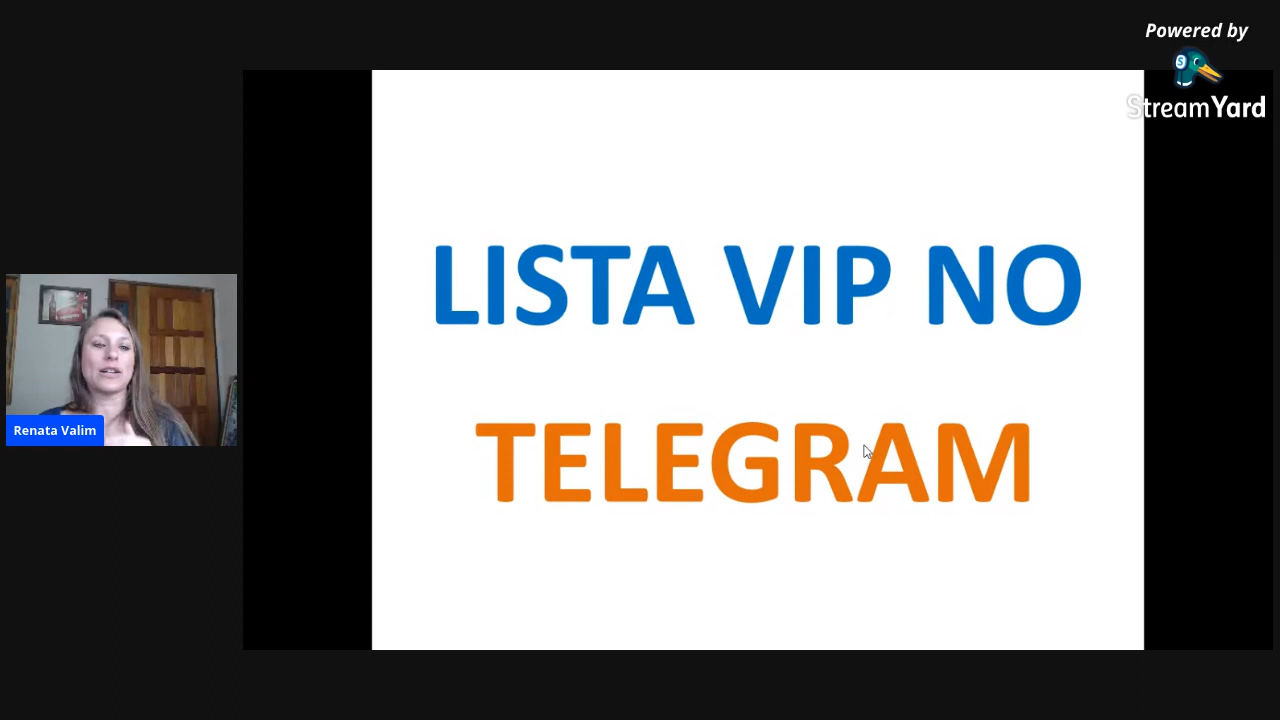 Powered by
StreamYard
LISTA VIP NO
TELEGRAM
Renata Valim